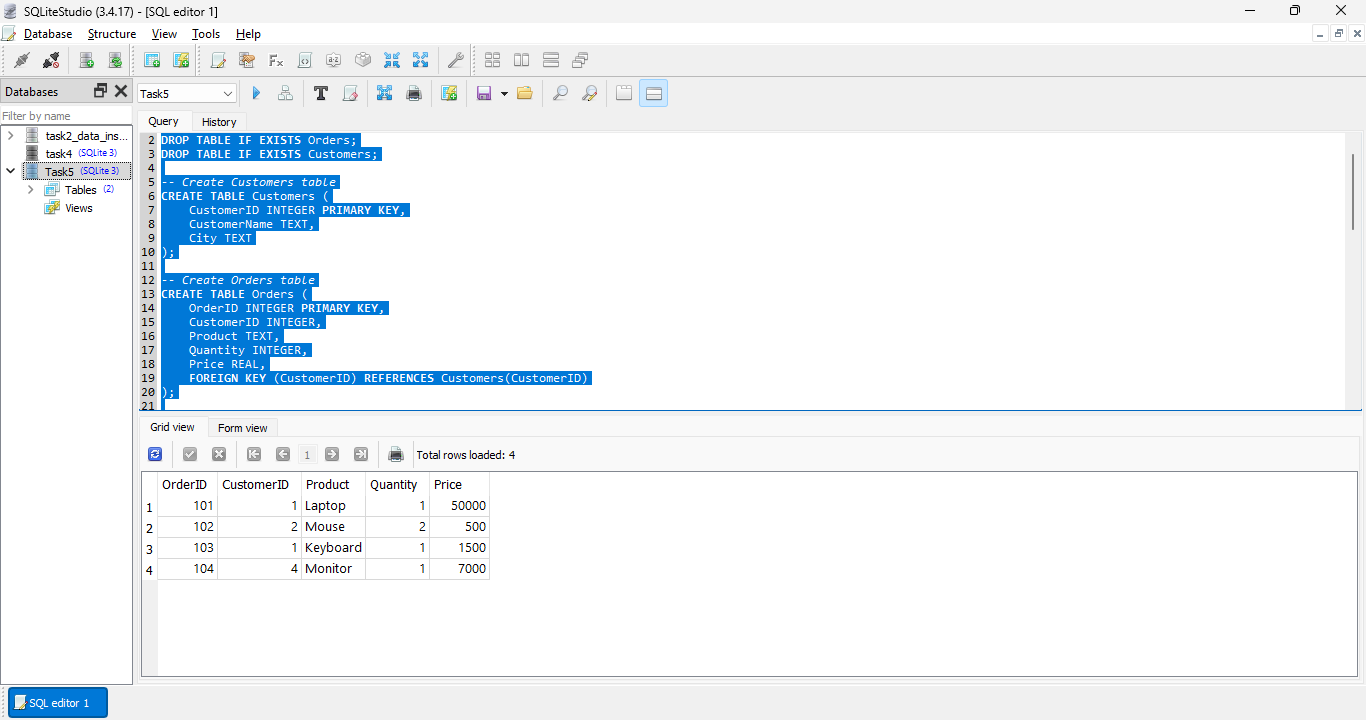 SQLiteStudio (3.4.17) - [SQL editor 1]
Database Structure View Tools Help
Databases
Task5
Filter by name
Query History
task2_data_ins...
task4 (SQLite 3)
Task5 (SQLite 3)
Tables (2)
Views
2 DROP TABLE IF EXISTS Orders;
3 DROP TABLE IF EXISTS Customers;
4
5 -- Create Customers table
6 CREATE TABLE Customers (
7 CustomerID INTEGER PRIMARY KEY,
8 CustomerName TEXT,
9 City TEXT
10 );
11
12 -- Create Orders table
13 CREATE TABLE Orders (
14 OrderID INTEGER PRIMARY KEY,
15 CustomerID INTEGER,
16 Product TEXT,
17 Quantity INTEGER,
18 Price REAL,
19 FOREIGN KEY (CustomerID) REFERENCES Customers(CustomerID)
20 );
21
Grid view Form view
1 Total rows loaded: 4
OrderID CustomerID Product Quantity Price
1 101 1 Laptop 1 50000
2 102 2 Mouse 2 500
3 103 1 Keyboard 1 1500
4 104 4 Monitor 1 7000
SQL editor 1